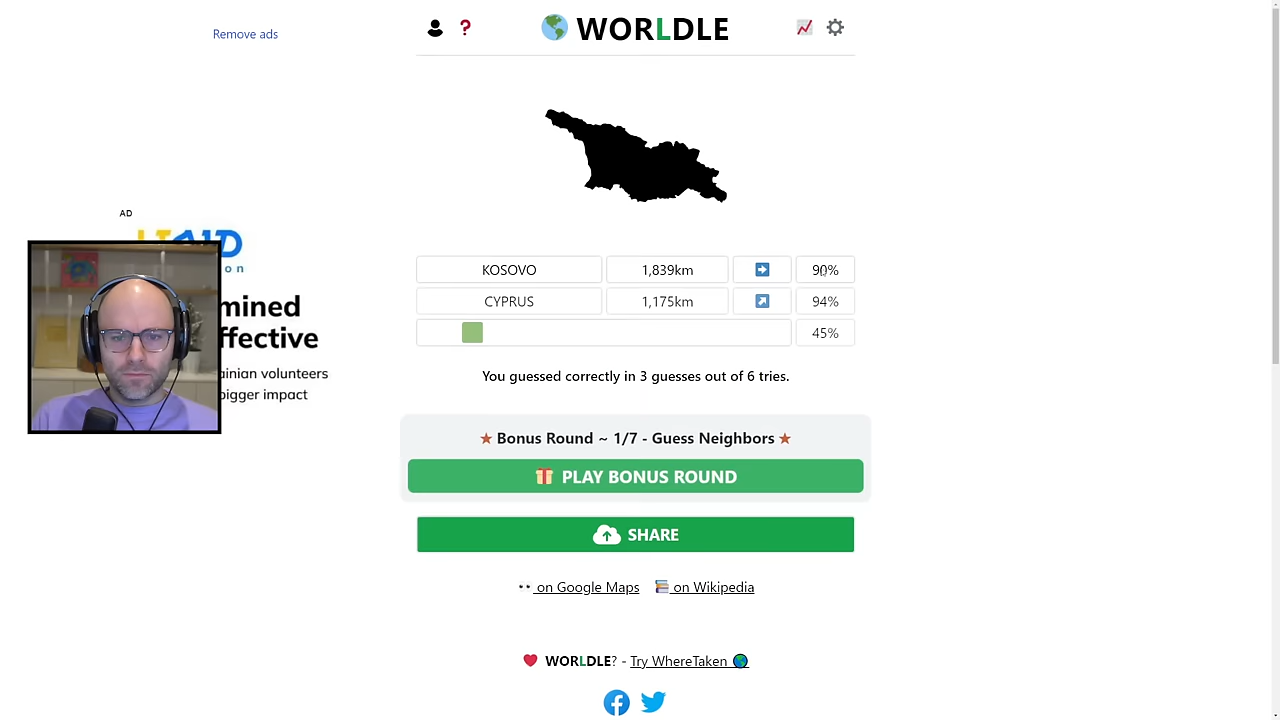 Remove ads
?
WORLDLE
AD
mined
ffective
ainian volunteers
bigger impact
KOSOVO 1,839km 90%
CYPRUS 1,175km 94%
45%
You guessed correctly in 3 guesses out of 6 tries.
Bonus Round ~ 1/7 - Guess Neighbors
PLAY BONUS ROUND
SHARE
on Google Maps on Wikipedia
WORLDLE? - Try WhereTaken